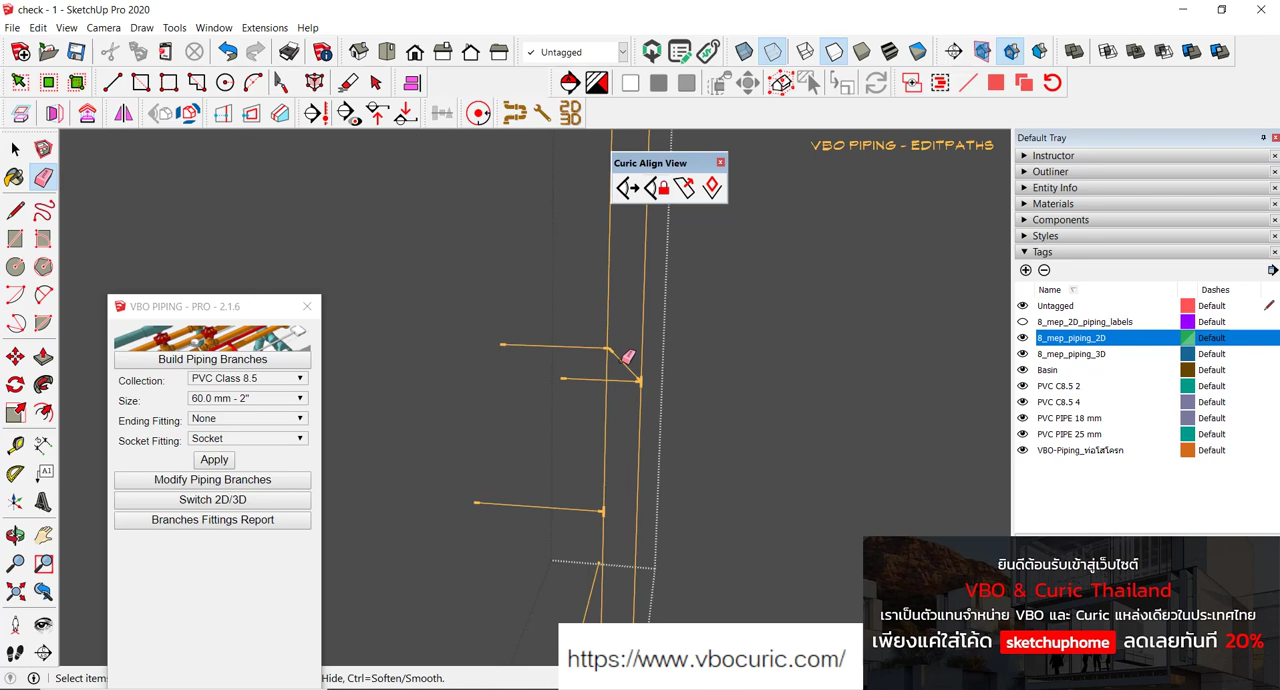 check - 1 - SketchUp Pro 2020
File Edit View Camera Draw Tools Window Extensions Help
Untagged
2D
3D
VBO PIPING - EDITPATHS
Curic Align View
Default Tray
Instructor
Outliner
Entity Info
Materials
Components
Styles
Tags
Name Dashes
Untagged Default
8_mep_2D_piping_labels Default
8_mep_piping_2D Default
8_mep_piping_3D Default
Basin Default
PVC C8.5 2 Default
PVC C8.5 4 Default
PVC PIPE 18 mm Default
PVC PIPE 25 mm Default
VBO-Piping_ท่อโสโครก Default
VBO PIPING - PRO - 2.1.6
Build Piping Branches
Collection: PVC Class 8.5
Size: 60.0 mm - 2"
Ending Fitting: None
Socket Fitting: Socket
Apply
Modify Piping Branches
Switch 2D/3D
Branches Fittings Report
ยินดีต้อนรับเข้าสู่เว็บไซต์
VBO & Curic Thailand
เราเป็นตัวแทนจำหน่าย VBO และ Curic แหล่งเดียวในประเทศไทย
เพียงแค่ใส่โค้ด sketchuphome ลดเลยทันที 20%
https://www.vbocuric.com/
Select item
Hide, Ctrl=Soften/Smooth.